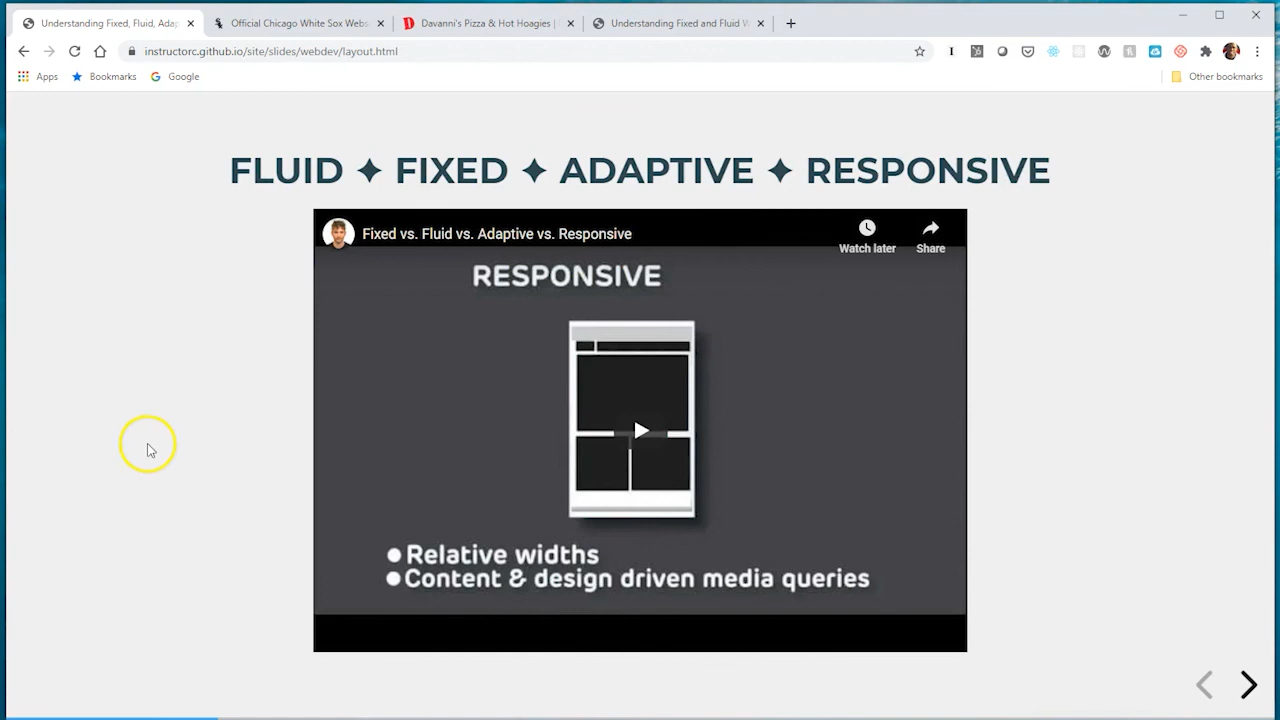 Understanding Fixed, Fluid, Adap
Official Chicago White Sox Webs
Davanni's Pizza & Hot Hoagies |
Understanding Fixed and Fluid W
instructorc.github.io/site/slides/webdev/layout.html
Apps
Bookmarks
Google
Other bookmarks
FLUID ✦ FIXED ✦ ADAPTIVE ✦ RESPONSIVE
Fixed vs. Fluid vs. Adaptive vs. Responsive
Watch later
Share
RESPONSIVE
●Relative widths
●Content & design driven media queries